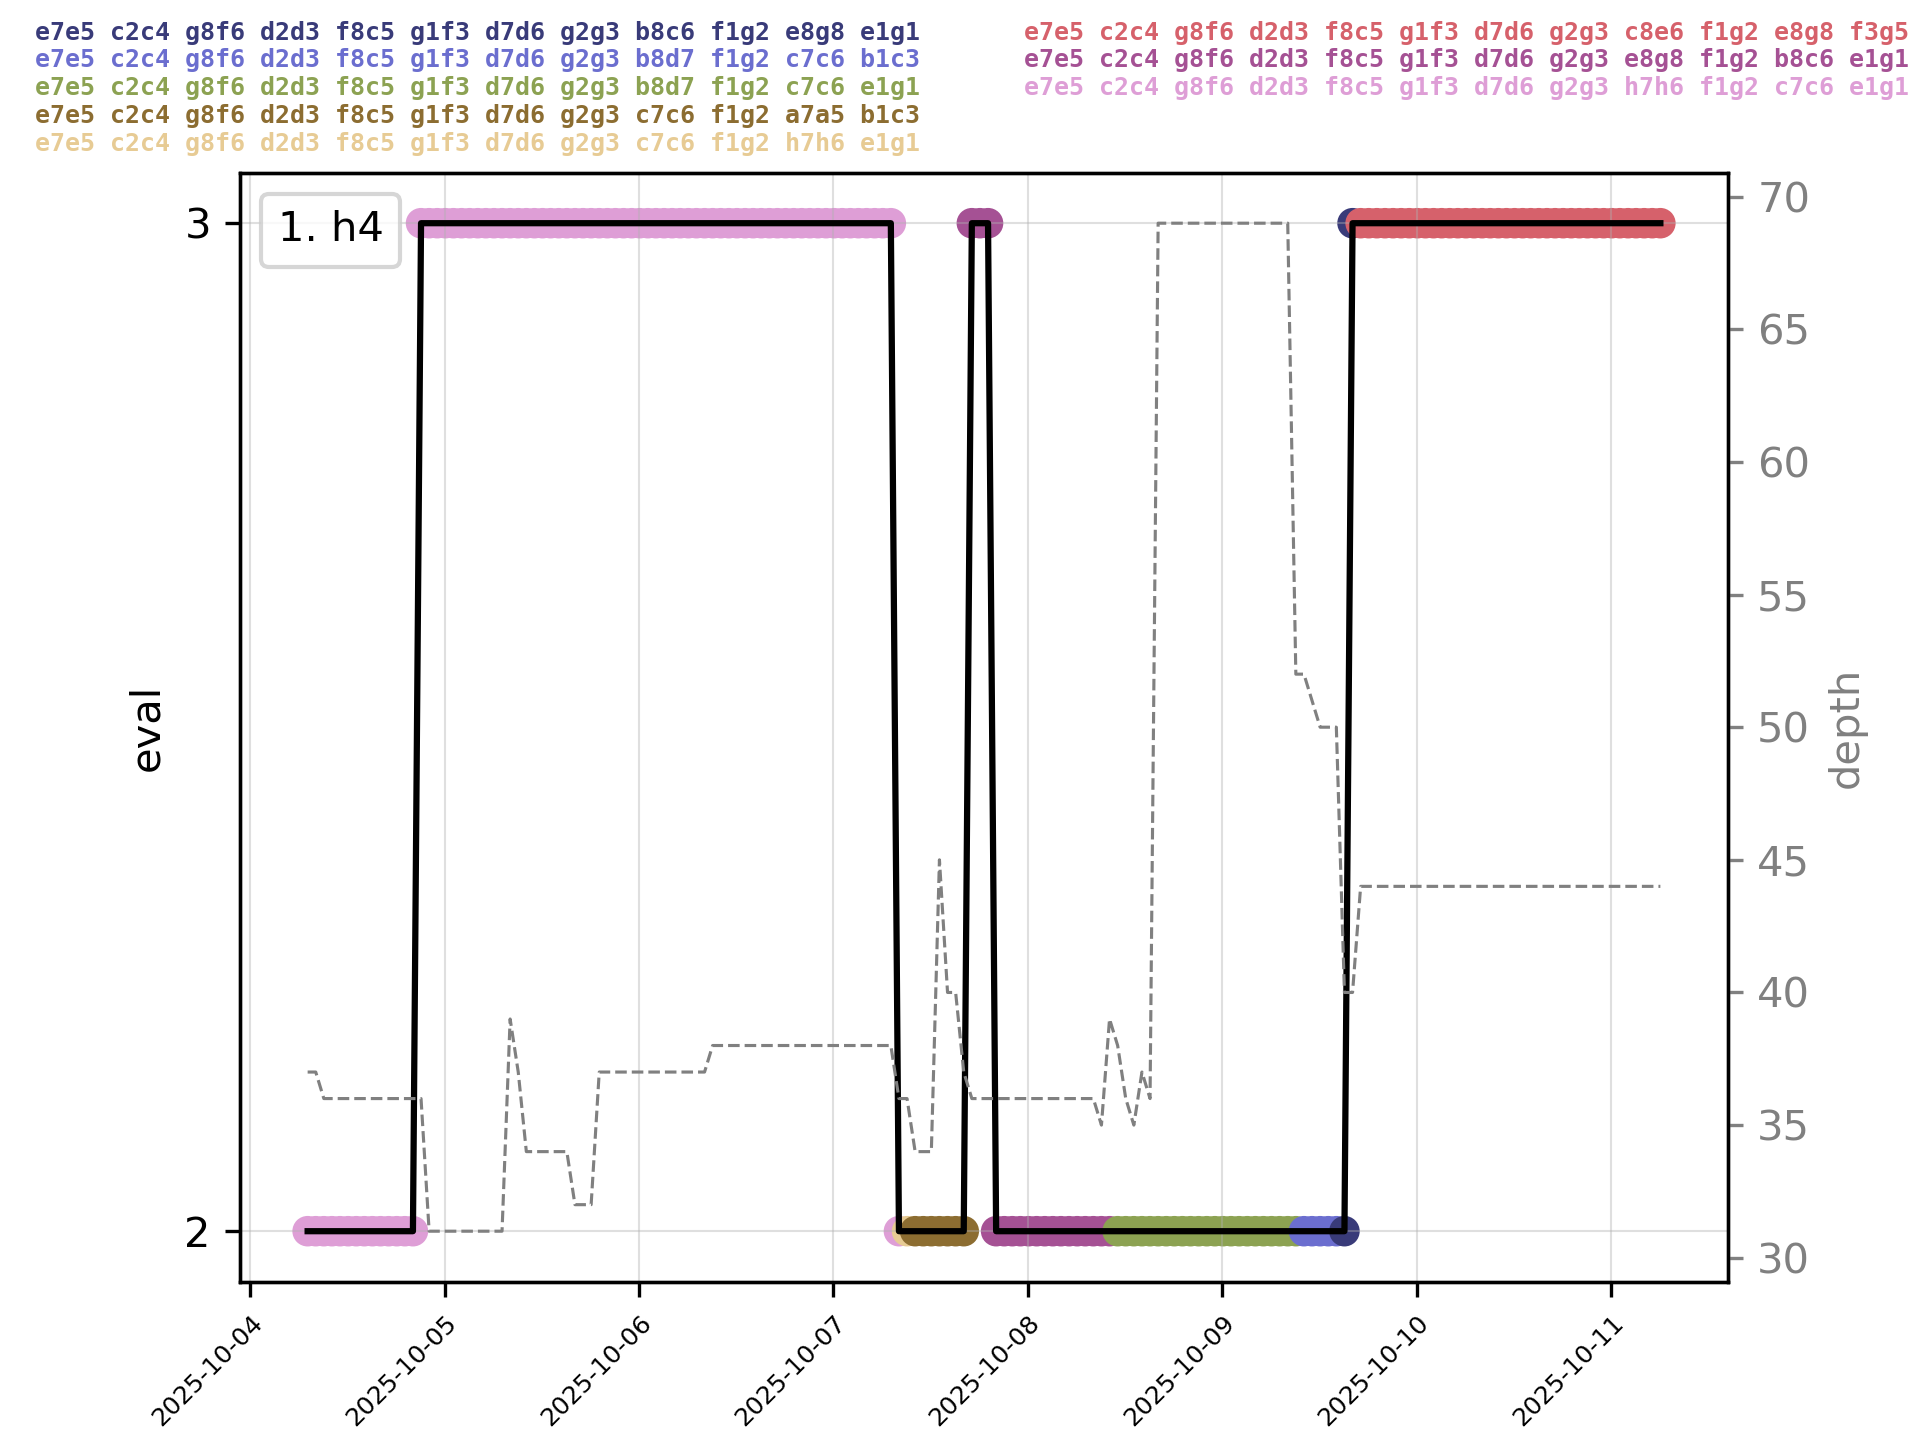 e7e5 c2c4 g8f6 d2d3 f8c5 g1f3 d7d6 g2g3 b8c6 f1g2 e8g8 e1g1
e7e5 c2c4 g8f6 d2d3 f8c5 g1f3 d7d6 g2g3 b8d7 f1g2 c7c6 b1c3
e7e5 c2c4 g8f6 d2d3 f8c5 g1f3 d7d6 g2g3 b8d7 f1g2 c7c6 e1g1
e7e5 c2c4 g8f6 d2d3 f8c5 g1f3 d7d6 g2g3 c7c6 f1g2 a7a5 b1c3
e7e5 c2c4 g8f6 d2d3 f8c5 g1f3 d7d6 g2g3 c7c6 f1g2 h7h6 e1g1
e7e5 c2c4 g8f6 d2d3 f8c5 g1f3 d7d6 g2g3 c8e6 f1g2 e8g8 f3g5
e7e5 c2c4 g8f6 d2d3 f8c5 g1f3 d7d6 g2g3 e8g8 f1g2 b8c6 e1g1
e7e5 c2c4 g8f6 d2d3 f8c5 g1f3 d7d6 g2g3 h7h6 f1g2 c7c6 e1g1
1. h4
eval
3
2
depth
70
65
60
55
50
45
40
35
30
2025-10-04
2025-10-05
2025-10-06
2025-10-07
2025-10-08
2025-10-09
2025-10-10
2025-10-11